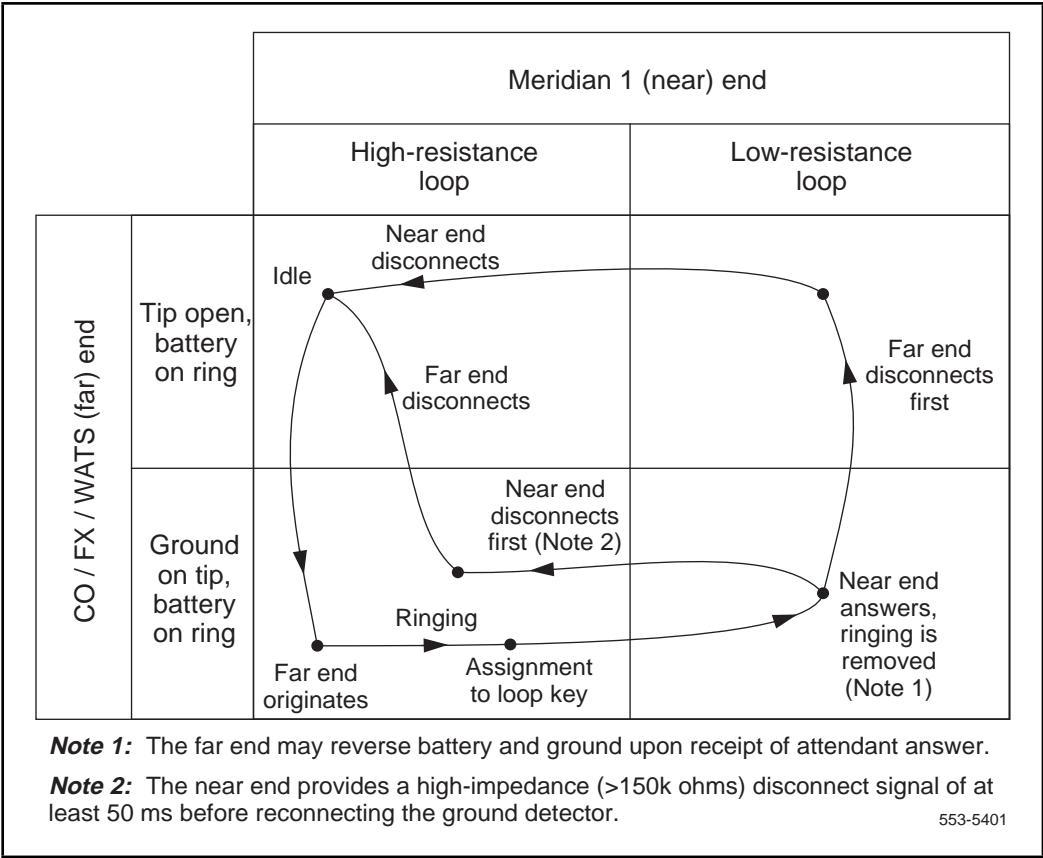 Meridian 1 (near) end
High-resistance
loop
Low-resistance
loop
CO / FX / WATS (far) end
Tip open,
battery
on ring
Idle
Near end
disconnects
Far end
disconnects
Far end
disconnects
first
Ground
on tip,
battery
on ring
Near end
disconnects
first (Note 2)
Ringing
Far end
originates
Assignment
to loop key
Near end
answers,
ringing is
removed
(Note 1)
Note 1: The far end may reverse battery and ground upon receipt of attendant answer.
Note 2: The near end provides a high-impedance (>150k ohms) disconnect signal of at
least 50 ms before reconnecting the ground detector.
553-5401